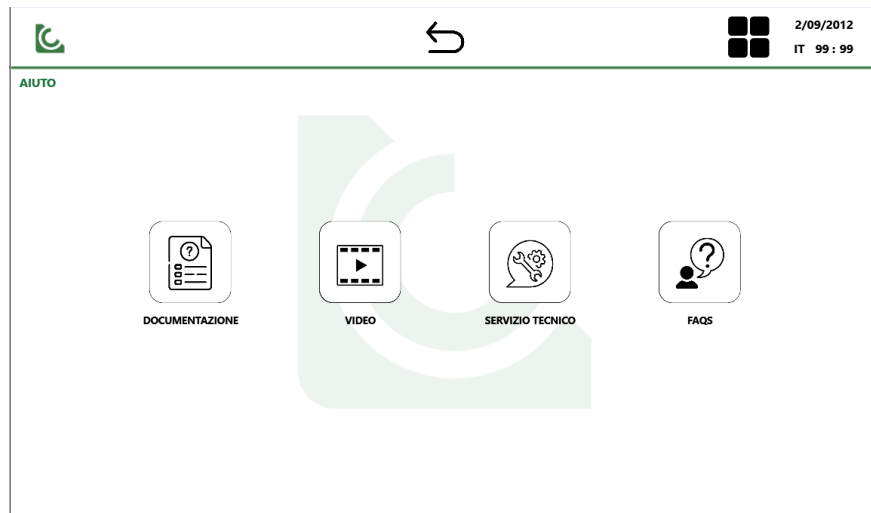 2/09/2012
IT 99 : 99
AIUTO
DOCUMENTAZIONE
VIDEO
SERVIZIO TECNICO
FAQS